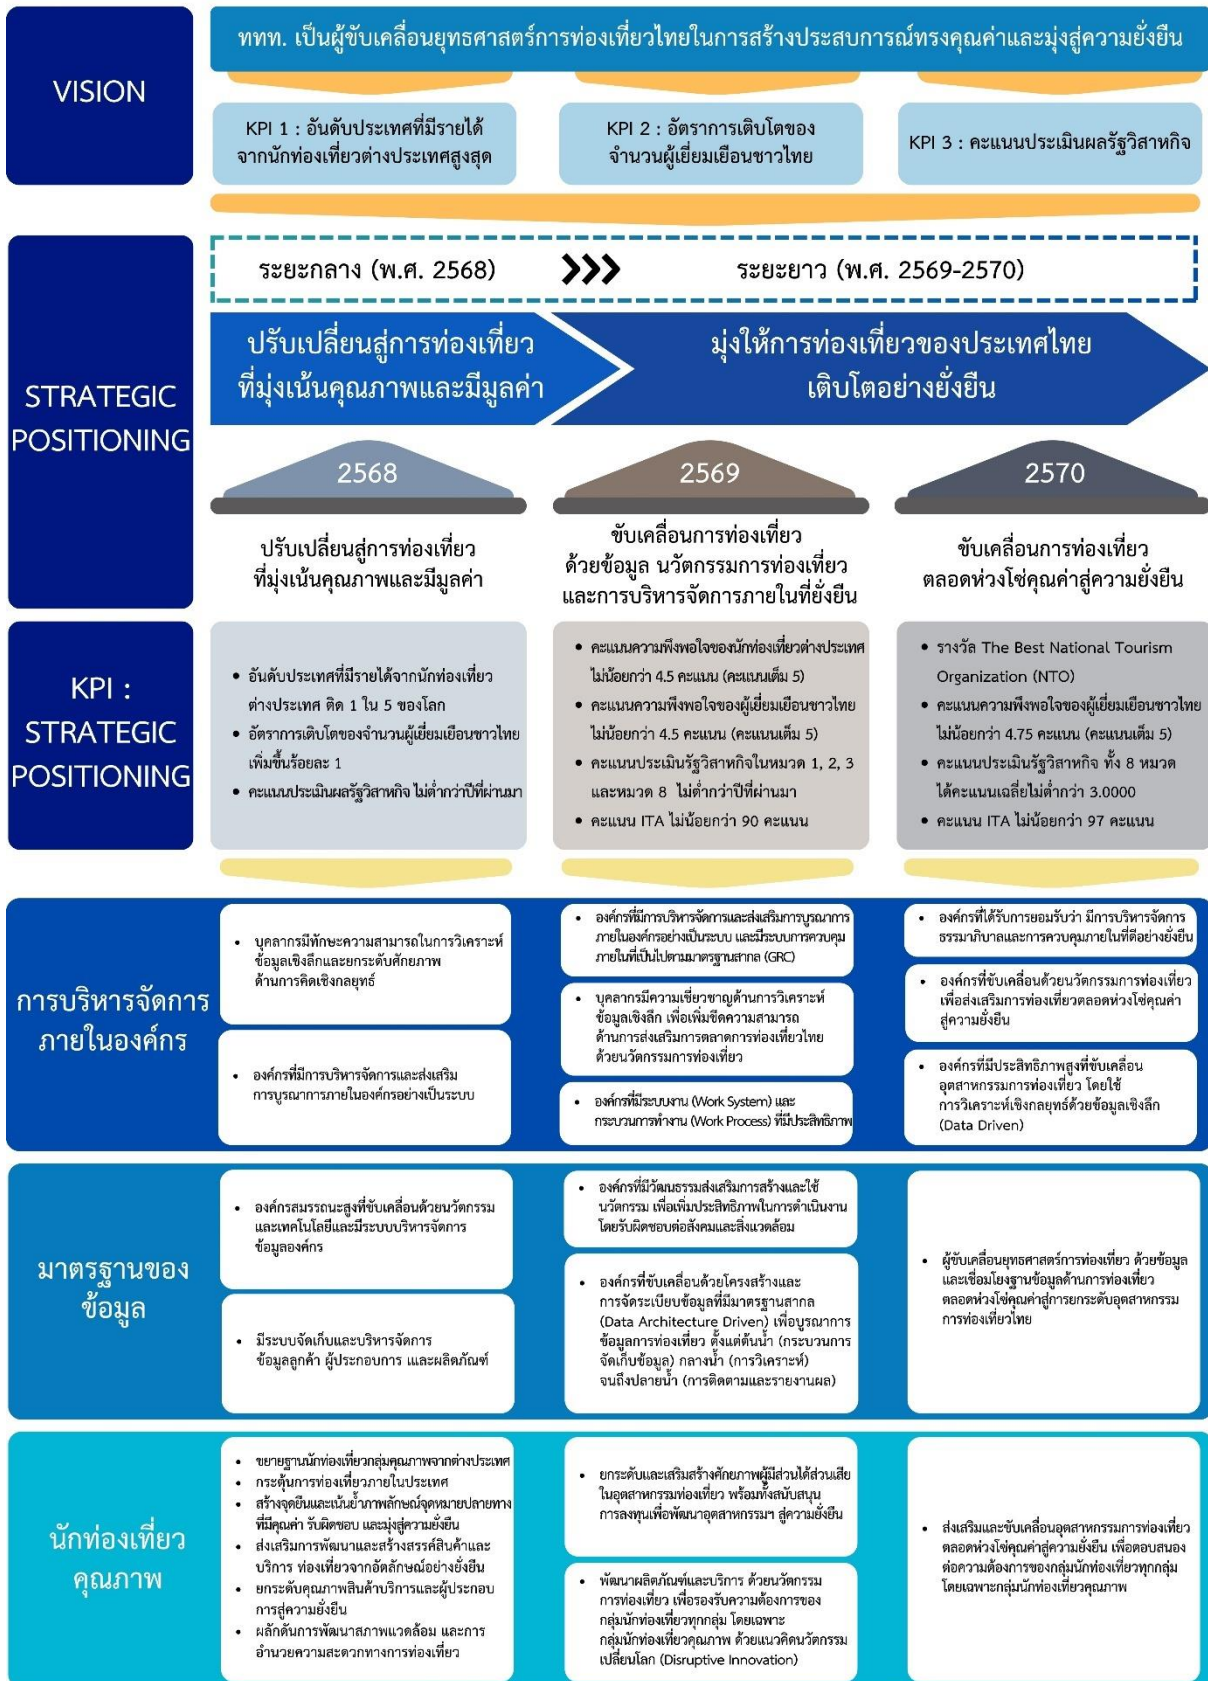 VISION
ททท. เป็นผู้ขับเคลื่อนยุทธศาสตร์การท่องเที่ยวไทยในการสร้างประสบการณ์ทรงคุณค่าและมุ่งสู่ความยั่งยืน
KPI 1 : อันดับประเทศที่มีรายได้
จากนักท่องเที่ยวต่างประเทศสูงสุด
KPI 2 : อัตราการเติบโตของ
จำนวนผู้เยี่ยมเยือนชาวไทย
KPI 3 : คะแนนประเมินผลรัฐวิสาหกิจ
STRATEGIC
POSITIONING
ระยะกลาง (พ.ศ. 2568)
ระยะยาว (พ.ศ. 2569-2570)
ปรับเปลี่ยนสู่การท่องเที่ยว
ที่มุ่งเน้นคุณภาพและมีมูลค่า
มุ่งให้การท่องเที่ยวของประเทศไทย
เติบโตอย่างยั่งยืน
2568
ปรับเปลี่ยนสู่การท่องเที่ยว
ที่มุ่งเน้นคุณภาพและมีมูลค่า
2569
ขับเคลื่อนการท่องเที่ยว
ด้วยข้อมูล นวัตกรรมการท่องเที่ยว
และการบริหารจัดการภายในที่ยั่งยืน
2570
ขับเคลื่อนการท่องเที่ยว
ตลอดห่วงโซ่คุณค่าสู่ความยั่งยืน
KPI :
STRATEGIC
POSITIONING
• อันดับประเทศที่มีรายได้จากนักท่องเที่ยว
ต่างประเทศ ติด 1 ใน 5 ของโลก
• อัตราการเติบโตของจำนวนผู้เยี่ยมเยือนชาวไทย
เพิ่มขึ้นร้อยละ 1
• คะแนนประเมินผลรัฐวิสาหกิจ ไม่ต่ำกว่าปีที่ผ่านมา
• คะแนนความพึงพอใจของนักท่องเที่ยวต่างประเทศ
ไม่น้อยกว่า 4.5 คะแนน (คะแนนเต็ม 5)
• คะแนนความพึงพอใจของผู้เยี่ยมเยือนชาวไทย
ไม่น้อยกว่า 4.5 คะแนน (คะแนนเต็ม 5)
• คะแนนประเมินรัฐวิสาหกิจในหมวด 1, 2, 3
และหมวด 8 ไม่ต่ำกว่าปีที่ผ่านมา
• คะแนน ITA ไม่น้อยกว่า 90 คะแนน
• รางวัล The Best National Tourism
Organization (NTO)
• คะแนนความพึงพอใจของผู้เยี่ยมเยือนชาวไทย
ไม่น้อยกว่า 4.75 คะแนน (คะแนนเต็ม 5)
• คะแนนประเมินรัฐวิสาหกิจ ทั้ง 8 หมวด
ได้คะแนนเฉลี่ยไม่ต่ำกว่า 3.0000
• คะแนน ITA ไม่น้อยกว่า 97 คะแนน
การบริหารจัดการ
ภายในองค์กร
• บุคลากรมีทักษะความสามารถในการวิเคราะห์
ข้อมูลเชิงลึกและยกระดับศักยภาพ
ด้านการคิดเชิงกลยุทธ์
• องค์กรที่มีการบริหารจัดการและส่งเสริม
การบูรณาการภายในองค์กรอย่างเป็นระบบ
• องค์กรที่มีการบริหารจัดการและส่งเสริมการบูรณาการ
ภายในองค์กรอย่างเป็นระบบ และมีระบบการควบคุม
ภายในที่เป็นไปตามมาตรฐานสากล (GRC)
• บุคลากรมีความเชี่ยวชาญด้านการวิเคราะห์
ข้อมูลเชิงลึก เพื่อเพิ่มขีดความสามารถ
ด้านการส่งเสริมการตลาดการท่องเที่ยวไทย
ด้วยนวัตกรรมการท่องเที่ยว
• องค์กรที่มีระบบงาน (Work System) และ
กระบวนการทำงาน (Work Process) ที่มีประสิทธิภาพ
• องค์กรที่ได้รับการยอมรับว่า มีการบริหารจัดการ
ธรรมาภิบาลและการควบคุมภายในที่ดีอย่างยั่งยืน
• องค์กรที่ขับเคลื่อนด้วยนวัตกรรมการท่องเที่ยว
เพื่อส่งเสริมการท่องเที่ยวตลอดห่วงโซ่คุณค่า
สู่ความยั่งยืน
• องค์กรที่มีประสิทธิภาพสูงที่ขับเคลื่อน
อุตสาหกรรมการท่องเที่ยว โดยใช้
การวิเคราะห์เชิงกลยุทธ์ด้วยข้อมูลเชิงลึก
(Data Driven)
มาตรฐานของ
ข้อมูล
• องค์กรสมรรถนะสูงที่ขับเคลื่อนด้วยนวัตกรรม
และเทคโนโลยีและมีระบบบริหารจัดการ
ข้อมูลองค์กร
• มีระบบจัดเก็บและบริหารจัดการ
ข้อมูลลูกค้า ผู้ประกอบการ และผลิตภัณฑ์
• องค์กรที่มีวัฒนธรรมส่งเสริมการสร้างและใช้
นวัตกรรม เพื่อเพิ่มประสิทธิภาพในการดำเนินงาน
โดยรับผิดชอบต่อสังคมและสิ่งแวดล้อม
• องค์กรที่ขับเคลื่อนด้วยโครงสร้างและ
การจัดระเบียบข้อมูลที่มีมาตรฐานสากล
(Data Architecture Driven) เพื่อบูรณาการ
ข้อมูลการท่องเที่ยว ตั้งแต่ต้นน้ำ (กระบวนการ
จัดเก็บข้อมูล) กลางน้ำ (การวิเคราะห์)
จนถึงปลายน้ำ (การติดตามและรายงานผล)
• ผู้ขับเคลื่อนยุทธศาสตร์การท่องเที่ยว ด้วยข้อมูล
และเชื่อมโยงฐานข้อมูลด้านการท่องเที่ยว
ตลอดห่วงโซ่คุณค่าสู่การยกระดับอุตสาหกรรม
การท่องเที่ยวไทย
นักท่องเที่ยว
คุณภาพ
• ขยายฐานนักท่องเที่ยวกลุ่มคุณภาพจากต่างประเทศ
• กระตุ้นการท่องเที่ยวภายในประเทศ
• สร้างจุดยืนและเน้นย้ำภาพลักษณ์จุดหมายปลายทาง
ที่มีคุณค่า รับผิดชอบ และมุ่งสู่ความยั่งยืน
• ส่งเสริมการพัฒนาและสร้างสรรค์สินค้าและ
บริการ ท่องเที่ยวจากอัตลักษณ์อย่างยั่งยืน
• ยกระดับคุณภาพสินค้าบริการและผู้ประกอบ
การสู่ความยั่งยืน
• ผลักดันการพัฒนาสภาพแวดล้อม และการ
อำนวยความสะดวกทางการท่องเที่ยว
• ยกระดับและเสริมสร้างศักยภาพผู้มีส่วนได้ส่วนเสีย
ในอุตสาหกรรมท่องเที่ยว พร้อมทั้งสนับสนุน
การลงทุนเพื่อพัฒนาอุตสาหกรรมฯ สู่ความยั่งยืน
• พัฒนาผลิตภัณฑ์และบริการ ด้วยนวัตกรรม
การท่องเที่ยว เพื่อรองรับความต้องการของ
กลุ่มนักท่องเที่ยวทุกกลุ่ม โดยเฉพาะ
กลุ่มนักท่องเที่ยวคุณภาพ ด้วยแนวคิดนวัตกรรม
เปลี่ยนโลก (Disruptive Innovation)
• ส่งเสริมและขับเคลื่อนอุตสาหกรรมการท่องเที่ยว
ตลอดห่วงโซ่คุณค่าสู่ความยั่งยืน เพื่อตอบสนอง
ต่อความต้องการของกลุ่มนักท่องเที่ยวทุกกลุ่ม
โดยเฉพาะกลุ่มนักท่องเที่ยวคุณภาพ